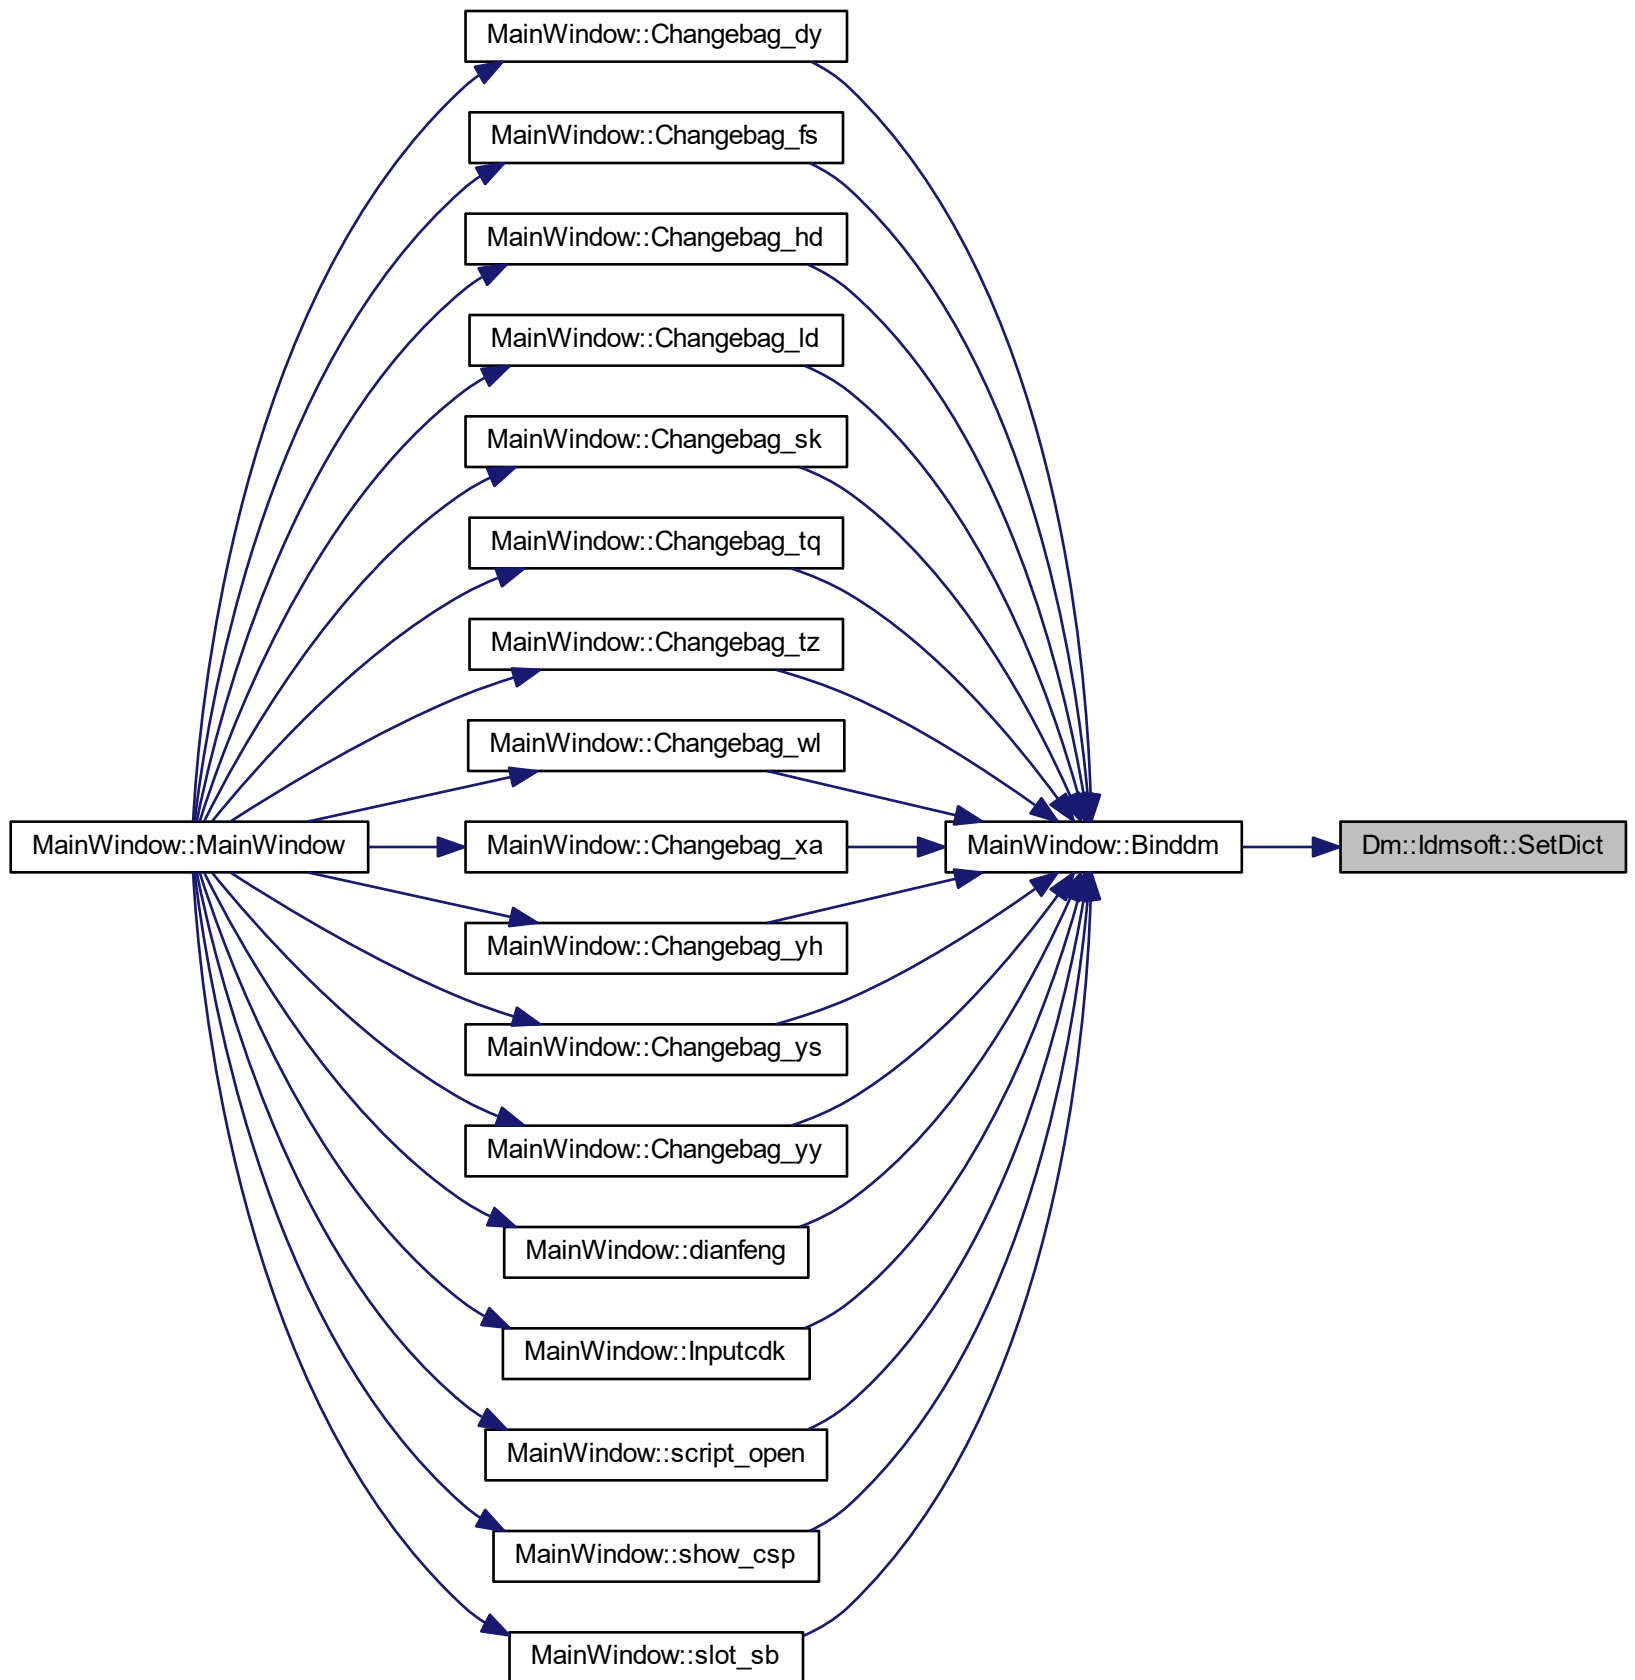 MainWindow::Changebag_dy
MainWindow::Changebag_fs
MainWindow::Changebag_hd
MainWindow::Changebag_ld
MainWindow::Changebag_sk
MainWindow::Changebag_tq
MainWindow::Changebag_tz
MainWindow::Changebag_wl
MainWindow::MainWindow
MainWindow::Changebag_xa
MainWindow::Binddm
Dm::Idmsoft::SetDict
MainWindow::Changebag_yh
MainWindow::Changebag_ys
MainWindow::Changebag_yy
MainWindow::dianfeng
MainWindow::Inputcdk
MainWindow::script_open
MainWindow::show_csp
MainWindow::slot_sb